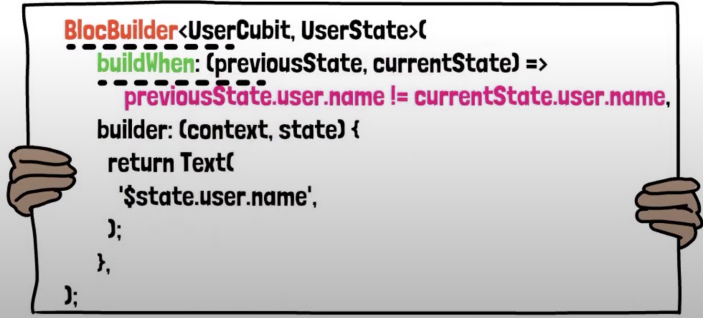 BlocBuilder<UserCubit, UserState>(
buildWhen: (previousState, currentState) =>
previousState.user.name != currentState.user.name,
builder: (context, state) {
return Text(
'$state.user.name',
);
},
);